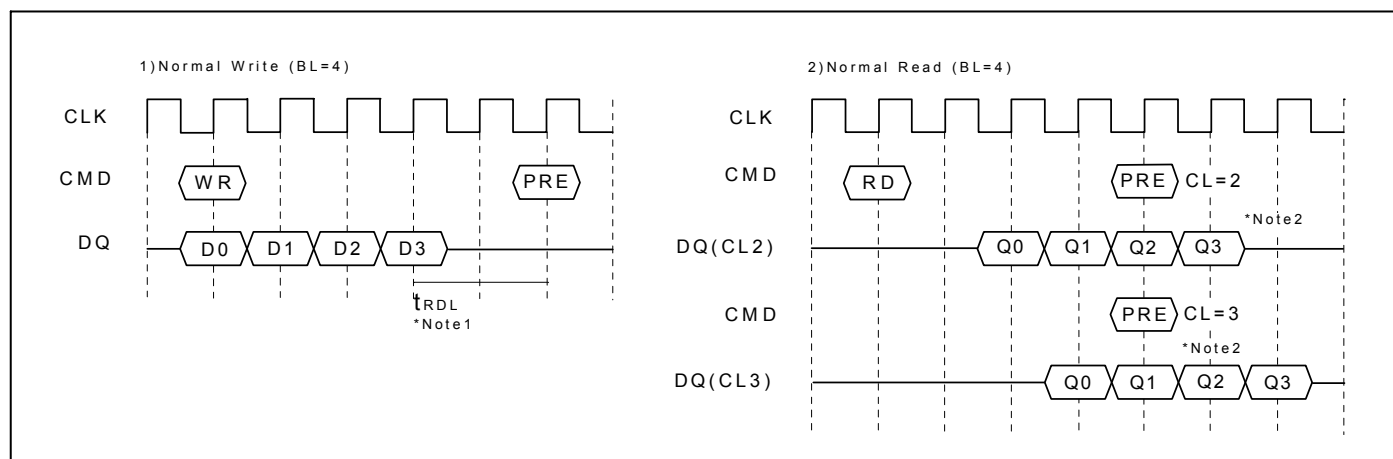 1)Normal Write (BL=4)
CLK
CMD
WR
PRE
DQ
D0 D1 D2 D3
tRDL
*Note1
2)Normal Read (BL=4)
CLK
CMD
RD
PRE CL=2
*Note2
DQ(CL2)
Q0 Q1 Q2 Q3
CMD
PRE CL=3
*Note2
DQ(CL3)
Q0 Q1 Q2 Q3